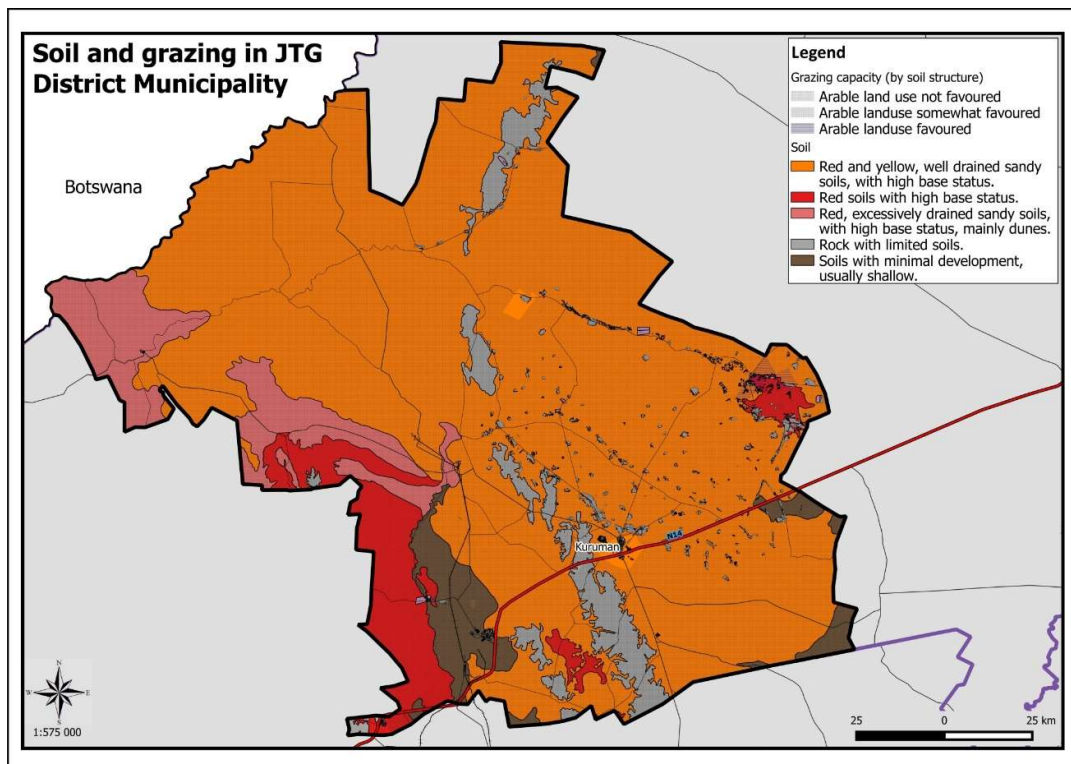 Soil and grazing in JTG
District Municipality
Legend
Grazing capacity (by soil structure)
Arable land use not favoured
Arable landuse somewhat favoured
Arable landuse favoured
Soil
Red and yellow, well drained sandy
soils, with high base status.
Red soils with high base status.
Red, excessively drained sandy soils,
with high base status, mainly dunes.
Rock with limited soils.
Soils with minimal development,
usually shallow.
Botswana
Kuruman
N14
N
W
E
S
1:575 000
25 0 25 km